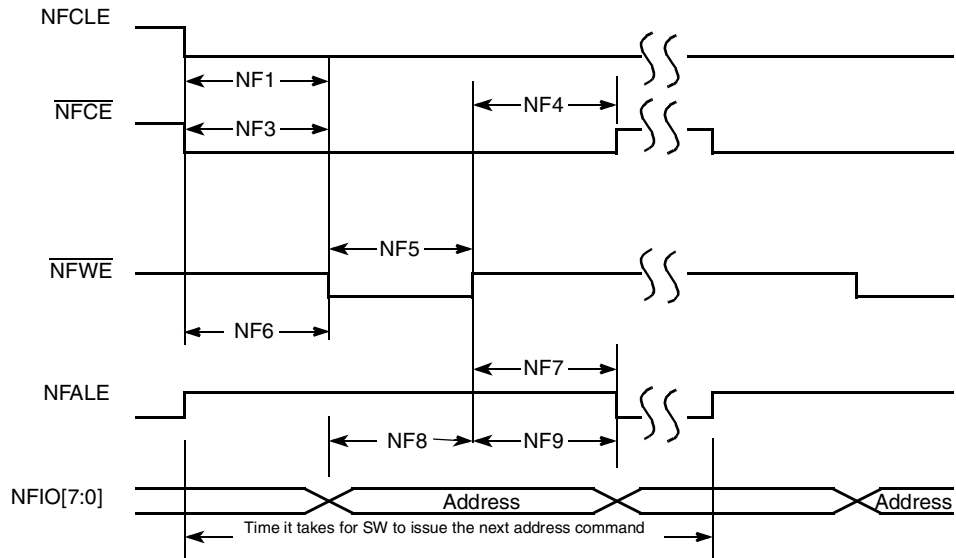 NFCLE
NF1
NF4
NFCE
NF3
NF5
NFWE
NF6
NF7
NFALE
NF8
NF9
NFIO[7:0]
Address
Address
Time it takes for SW to issue the next address command